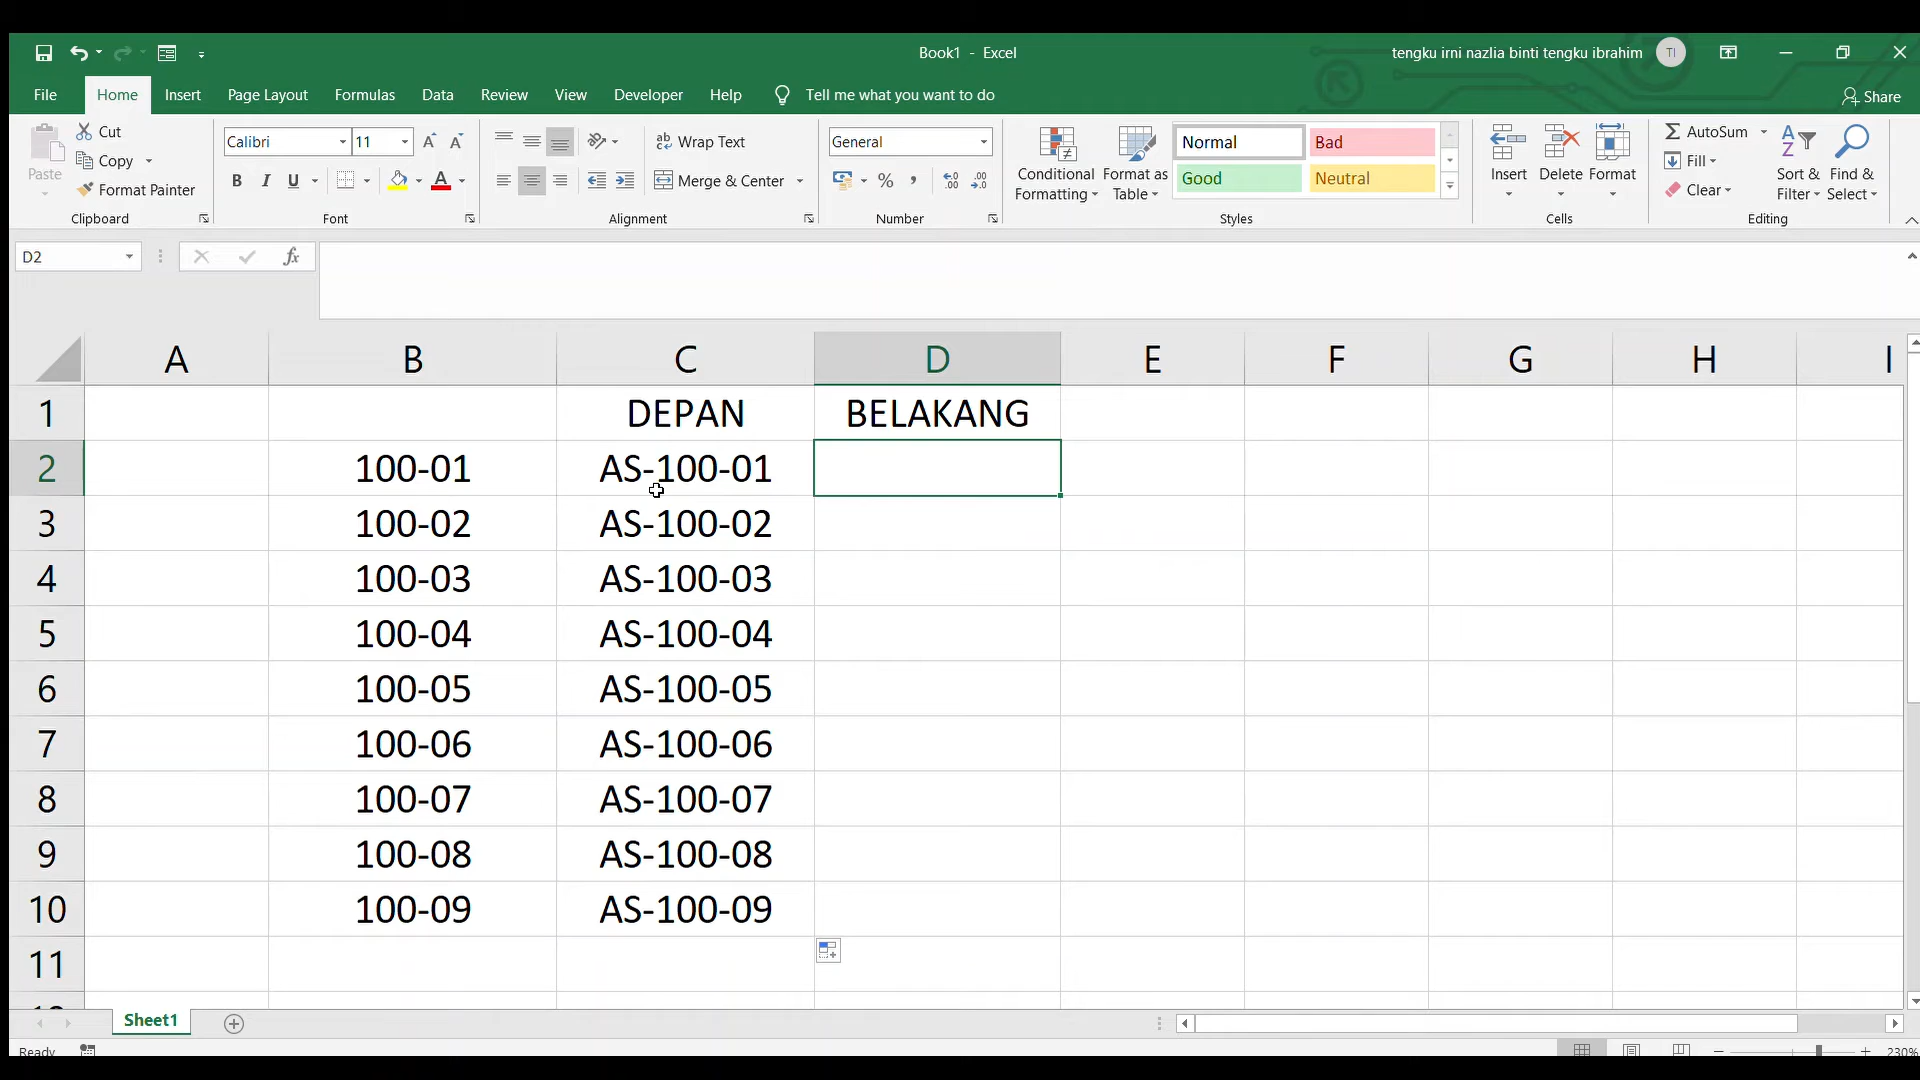 Book1 - Excel
tengku irni nazlia binti tengku ibrahim TI
File Home Insert Page Layout Formulas Data Review View Developer Help Tell me what you want to do Share
Paste Cut Copy Format Painter Clipboard
Calibri 11 B I U A Font
ab Wrap Text Merge & Center Alignment
General % , .00 Number
Conditional Formatting Format as Table Normal Bad Good Neutral Styles
Insert Delete Format Cells
AutoSum Fill Clear Sort & Filter Find & Select Editing
D2 fx
A B C D E F G H I
1 DEPAN BELAKANG
2 100-01 AS-100-01
3 100-02 AS-100-02
4 100-03 AS-100-03
5 100-04 AS-100-04
6 100-05 AS-100-05
7 100-06 AS-100-06
8 100-07 AS-100-07
9 100-08 AS-100-08
10 100-09 AS-100-09
11
Sheet1
Ready 230%